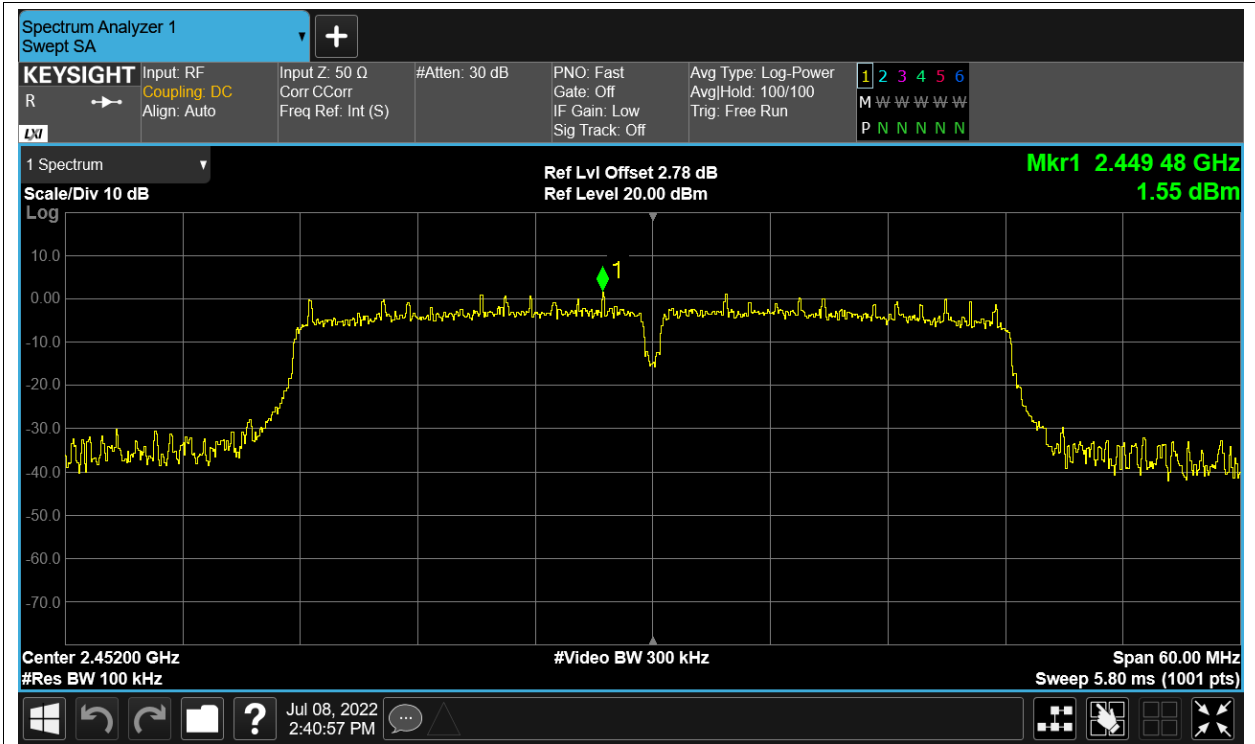 Spectrum Analyzer 1
Swept SA
KEYSIGHT
R
LXI
Input: RF
Coupling: DC
Align: Auto
Input Z: 50 Ω
Corr CCorr
Freq Ref: Int (S)
#Atten: 30 dB
PNO: Fast
Gate: Off
IF Gain: Low
Sig Track: Off
Avg Type: Log-Power
Avg|Hold: 100/100
Trig: Free Run
1 2 3 4 5 6
M W W W W W
P N N N N N
1 Spectrum
Scale/Div 10 dB
Log
Ref Lvl Offset 2.78 dB
Ref Level 20.00 dBm
Mkr1 2.449 48 GHz
1.55 dBm
1
10.0
0.00
-10.0
-20.0
-30.0
-40.0
-50.0
-60.0
-70.0
Center 2.45200 GHz
#Res BW 100 kHz
#Video BW 300 kHz
Span 60.00 MHz
Sweep 5.80 ms (1001 pts)
?
Jul 08, 2022
2:40:57 PM